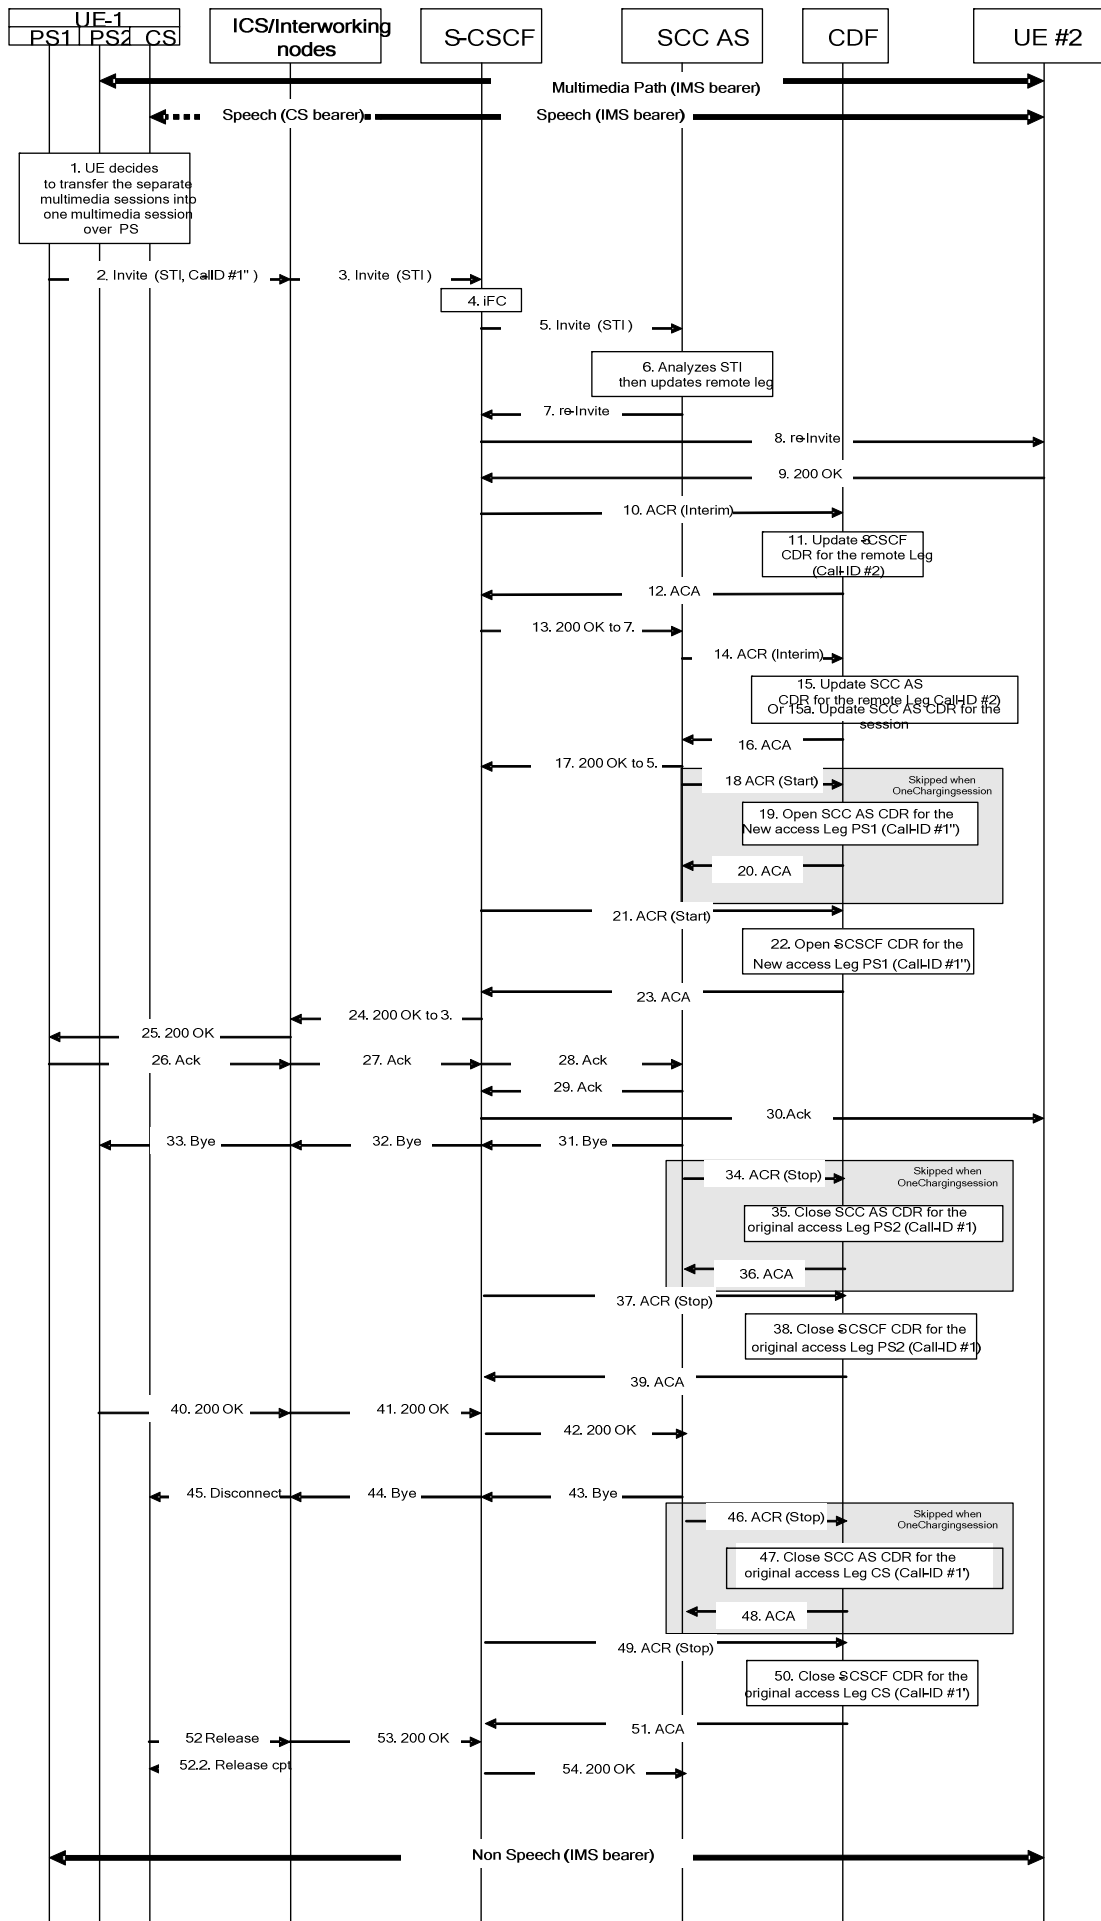 UE-1
PS1 PS2 CS
ICS/Interworking
nodes
S-CSCF
SCC AS
CDF
UE #2
Multimedia Path (IMS bearer)
Speech (CS bearer)
Speech (IMS bearer)
1. UE decides
to transfer the separate
multimedia sessions into
one multimedia session
over PS
2. Invite (STI, Call-ID #1'')
3. Invite (STI)
4. iFC
5. Invite (STI)
6. Analyzes STI
then updates remote leg
7. re-Invite
8. re-Invite
9. 200 OK
10. ACR (Interim)
11. Update S-CSCF
CDR for the remote Leg
(Call-ID #2)
12. ACA
13. 200 OK to 7.
14. ACR (Interim)
15. Update SCC AS
CDR for the remote Leg Call-ID #2)
Or 15a. Update SCC AS CDR for the
session
16. ACA
17. 200 OK to 5.
18 ACR (Start)
Skipped when
OneChargingsession
19. Open SCC AS CDR for the
New access Leg PS1 (Call-ID #1'')
20. ACA
21. ACR (Start)
22. Open S-CSCF CDR for the
New access Leg PS1 (Call-ID #1'')
23. ACA
24. 200 OK to 3.
25. 200 OK
26. Ack
27. Ack
28. Ack
29. Ack
30.Ack
33. Bye
32. Bye
31. Bye
34. ACR (Stop)
Skipped when
OneChargingsession
35. Close SCC AS CDR for the
original access Leg PS2 (Call-ID #1)
36. ACA
37. ACR (Stop)
38. Close S-CSCF CDR for the
original access Leg PS2 (Call-ID #1)
39. ACA
40. 200 OK
41. 200 OK
42. 200 OK
45. Disconnect
44. Bye
43. Bye
46. ACR (Stop)
Skipped when
OneChargingsession
47. Close SCC AS CDR for the
original access Leg CS (Call-ID #1')
48. ACA
49. ACR (Stop)
50. Close S-CSCF CDR for the
original access Leg CS (Call-ID #1')
51. ACA
52 Release
53. 200 OK
52.2. Release cpt
54. 200 OK
Non Speech (IMS bearer)